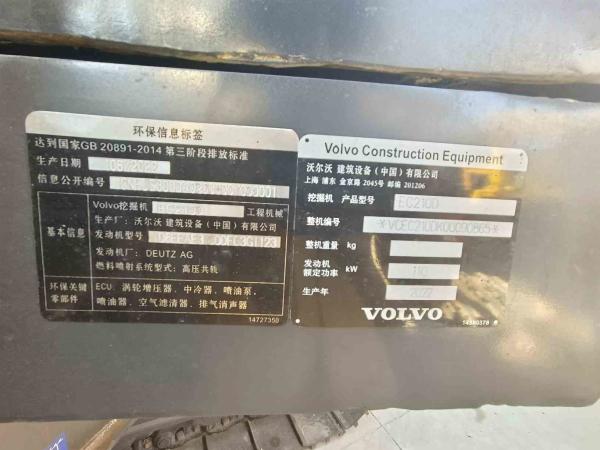 环保信息标签
达到国家GB 20891-2014 第三阶段排放标准
生产日期
信息公开编号
基本信息
Volvo挖掘机 工程机械
生产厂: 沃尔沃 建筑设备(中国)有限公司
发动机型号:
发动机厂: DEUTZ AG
燃料喷射系统型式: 高压共轨
环保关键
零部件
ECU: 涡轮增压器、中冷器、喷油泵、
喷油器、空气滤清器、排气消声器
14727350
Volvo Construction Equipment
沃尔沃 建筑设备(中国)有限公司
上海 浦东 金京路 2045号 邮编 201206
挖掘机 产品型号 EC210D
整机编号 *VCEC210DK00090865*
整机重量 kg
发动机
额定功率 kW 110
生产年 2022
VOLVO